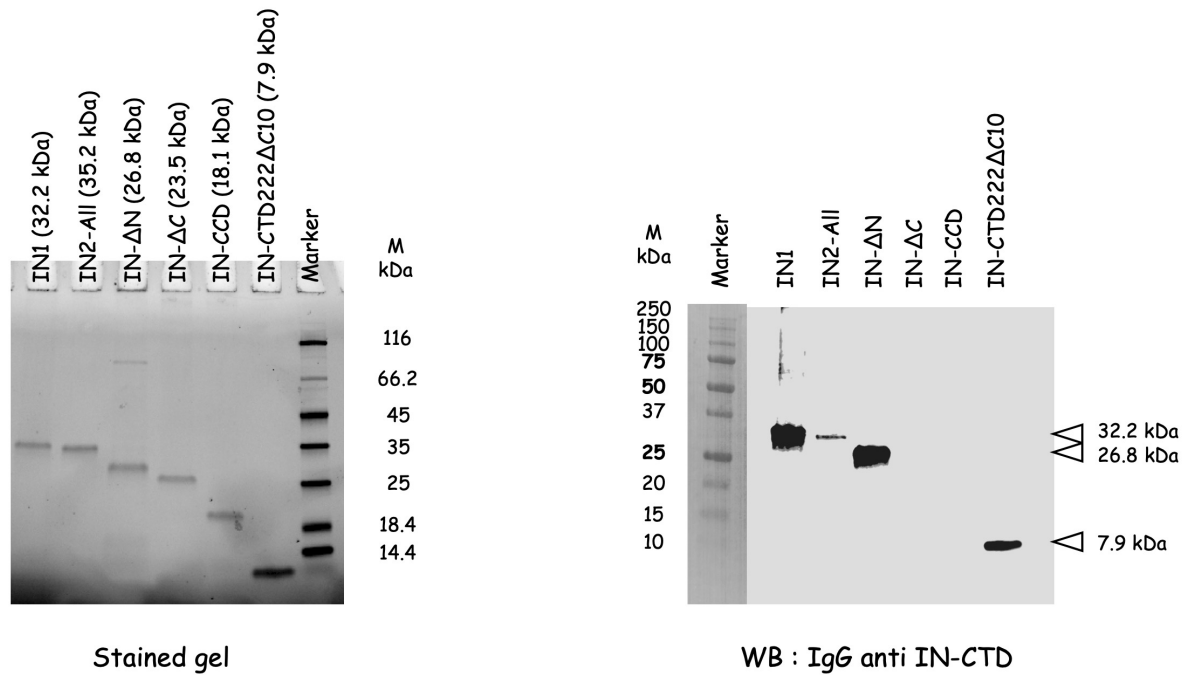 IN1 (32.2 kDa)
IN2-All (35.2 kDa)
IN-ΔN (26.8 kDa)
IN-ΔC (23.5 kDa)
IN-CCD (18.1 kDa)
IN-CTD222ΔC10 (7.9 kDa)
Marker
M
kDa
116
66.2
45
35
25
18.4
14.4
Stained gel
M
kDa
Marker
IN1
IN2-All
IN-ΔN
IN-ΔC
IN-CCD
IN-CTD222ΔC10
250
150
100
75
50
37
25
20
15
10
32.2 kDa
26.8 kDa
7.9 kDa
WB : IgG anti IN-CTD